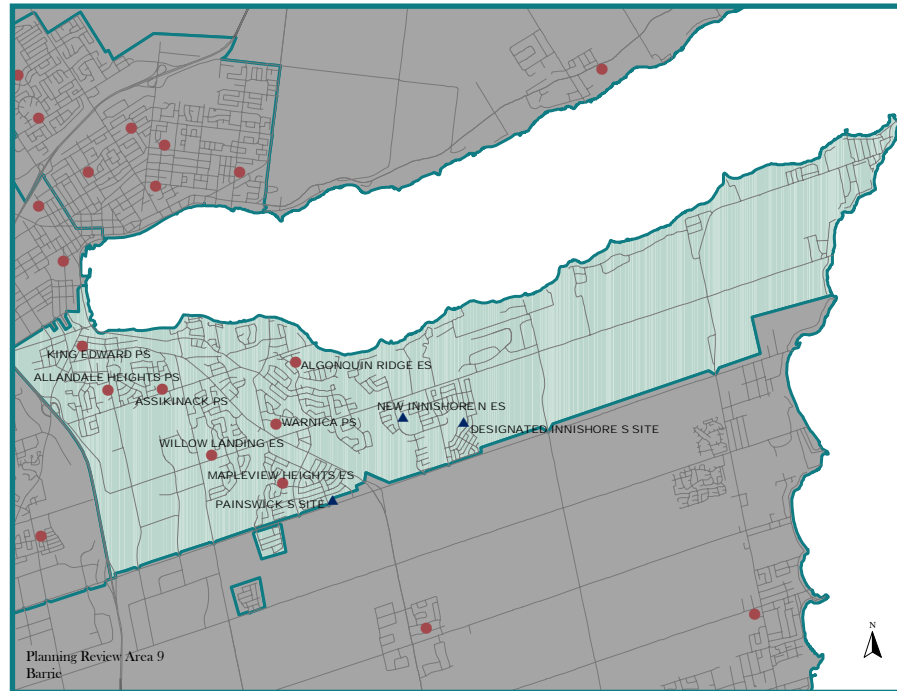 KING EDWARD PS
ALGONQUIN RIDGE ES
ALLANDALE HEIGHTS PS
ASSIKINACK PS
NEW INNISHORE N ES
WARNICA PS
DESIGNATED INNISHORE S SITE
WILLOW LANDING ES
MAPLEVIEW HEIGHTS ES
PAINSWICK S SITE
N
Planning Review Area 9
Barrie